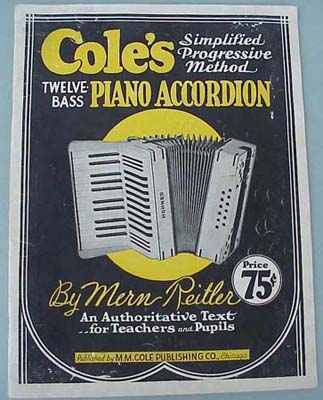 Cole's
Simplified
Progressive
Method
TWELVE-
BASS
PIANO ACCORDION
HOHNER
By Mern Reitler
Price
75¢
An Authoritative Text
..for Teachers and Pupils
Published by M.M. COLE PUBLISHING CO., Chicago